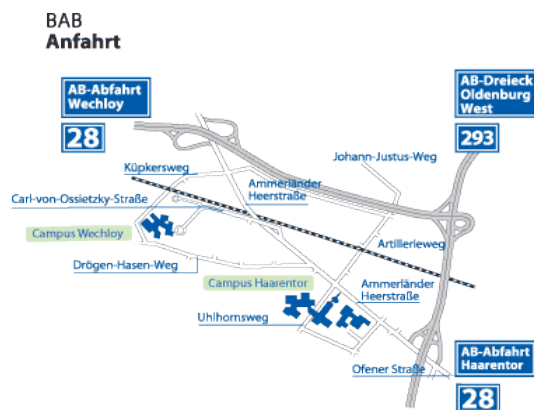 BAB
Anfahrt
AB-Abfahrt
Wechloy
28
AB-Dreieck
Oldenburg
West
293
Johann-Justus-Weg
Küpkersweg
Ammerländer
Heerstraße
Carl-von-Ossietzky-Straße
Campus Wechloy
Artillerieweg
Drögen-Hasen-Weg
Campus Haarentor
Ammerländer
Heerstraße
Uhlhornsweg
Ofener Straße
AB-Abfahrt
Haarentor
28